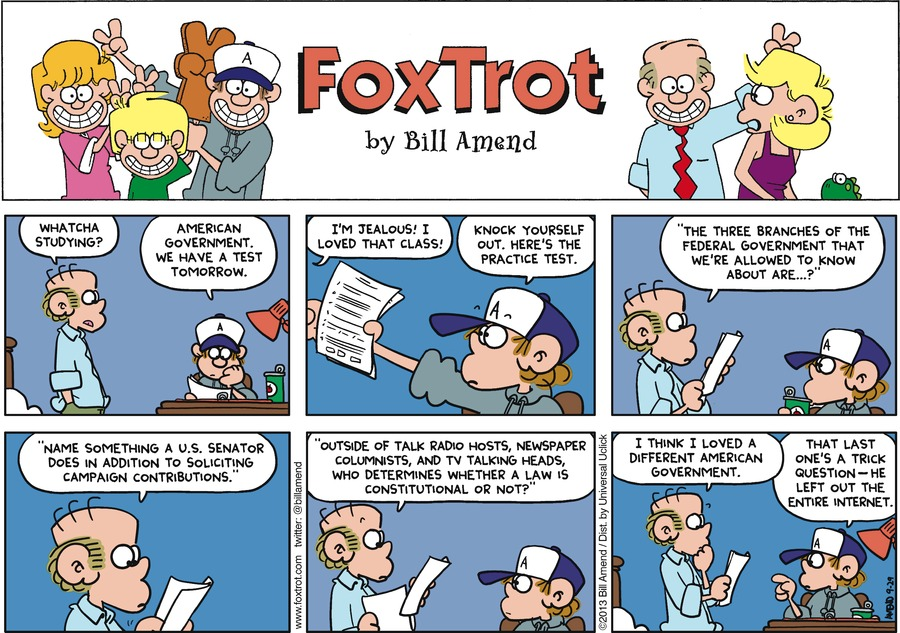 A
FOXTROT
by Bill Amend
WHATCHA
STUDYING?
AMERICAN
GOVERNMENT.
WE HAVE A TEST
TOMORROW.
A
I'M JEALOUS! I
LOVED THAT CLASS!
KNOCK YOURSELF
OUT. HERE'S THE
PRACTICE TEST.
A
"THE THREE BRANCHES OF THE
FEDERAL GOVERNMENT THAT
WE'RE ALLOWED TO KNOW
ABOUT ARE...?"
A
"NAME SOMETHING A U.S. SENATOR
DOES IN ADDITION TO SOLICITING
CAMPAIGN CONTRIBUTIONS."
www.foxtrot.com twitter: @billamend
"OUTSIDE OF TALK RADIO HOSTS, NEWSPAPER
COLUMNISTS, AND TV TALKING HEADS,
WHO DETERMINES WHETHER A LAW IS
CONSTITUTIONAL OR NOT?"
A
©2013 Bill Amend / Dist. by Universal Uclick
I THINK I LOVED A
DIFFERENT AMERICAN
GOVERNMENT.
THAT LAST
ONE'S A TRICK
QUESTION—HE
LEFT OUT THE
ENTIRE INTERNET.
A
AMEND 9-29